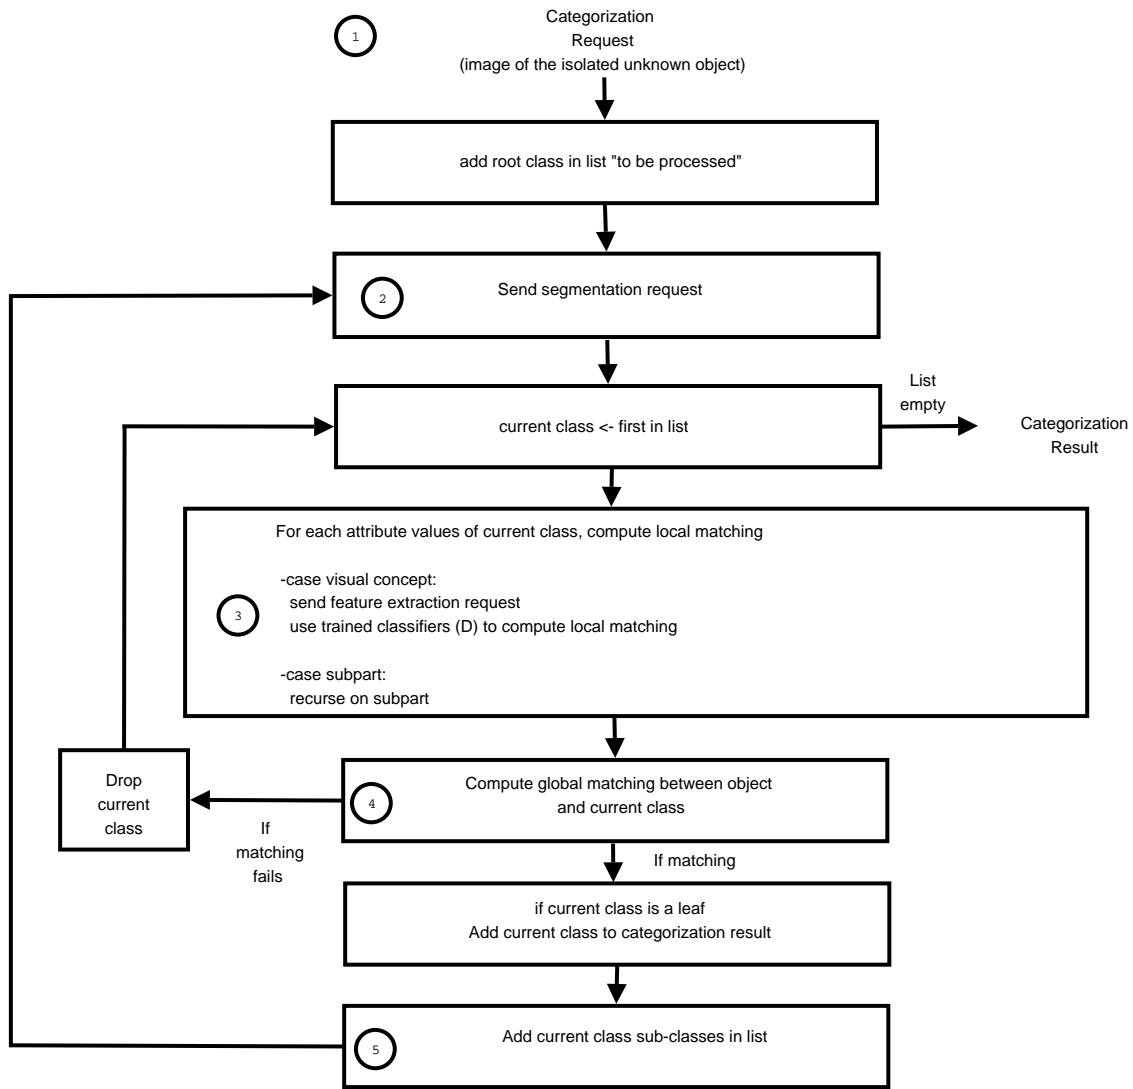 1
Categorization
Request
(image of the isolated unknown object)
add root class in list "to be processed"
2
Send segmentation request
List
empty
current class <- first in list
Categorization
Result
For each attribute values of current class, compute local matching
-case visual concept:
send feature extraction request
3
use trained classifiers (D) to compute local matching
-case subpart:
recurse on subpart
Drop
current
class
4
Compute global matching between object
and current class
If
matching
fails
If matching
if current class is a leaf
Add current class to categorization result
5
Add current class sub-classes in list